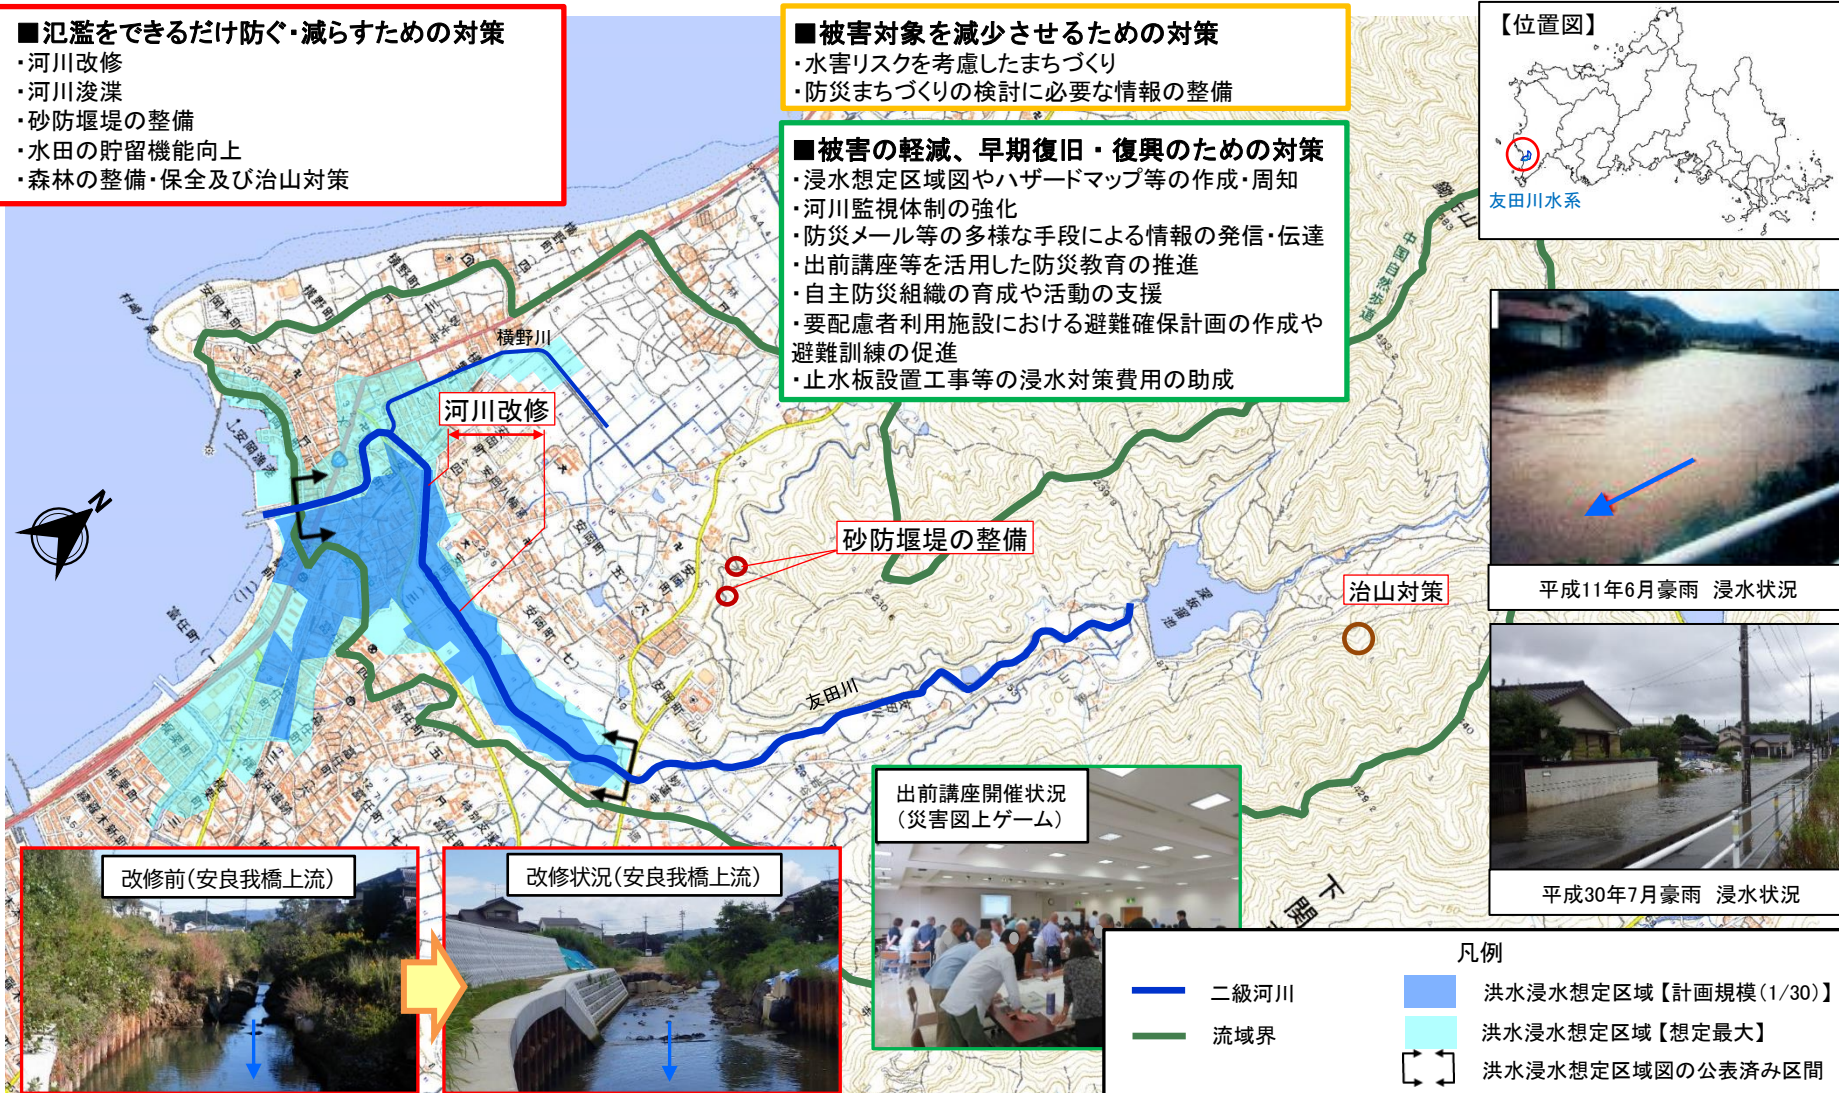 ■氾濫をできるだけ防ぐ・減らすための対策
・河川改修
・河川浚渫
・砂防堰堤の整備
・水田の貯留機能向上
・森林の整備・保全及び治山対策
■被害対象を減少させるための対策
・水害リスクを考慮したまちづくり
・防災まちづくりの検討に必要な情報の整備
■被害の軽減、早期復旧・復興のための対策
・浸水想定区域図やハザードマップ等の作成・周知
・河川監視体制の強化
・防災メール等の多様な手段による情報の発信・伝達
・出前講座等を活用した防災教育の推進
・自主防災組織の育成や活動の支援
・要配慮者利用施設における避難確保計画の作成や
避難訓練の促進
・止水板設置工事等の浸水対策費用の助成
【位置図】
友田川水系
中国自然歩道
横野川
河川改修
砂防堰堤の整備
治山対策
深坂溜池
友田川
安岡漁港
N
平成11年6月豪雨 浸水状況
平成30年7月豪雨 浸水状況
改修前(安良我橋上流)
改修状況(安良我橋上流)
出前講座開催状況
(災害図上ゲーム)
下関
凡例
二級河川
流域界
洪水浸水想定区域【計画規模(1/30)】
洪水浸水想定区域【想定最大】
洪水浸水想定区域図の公表済み区間